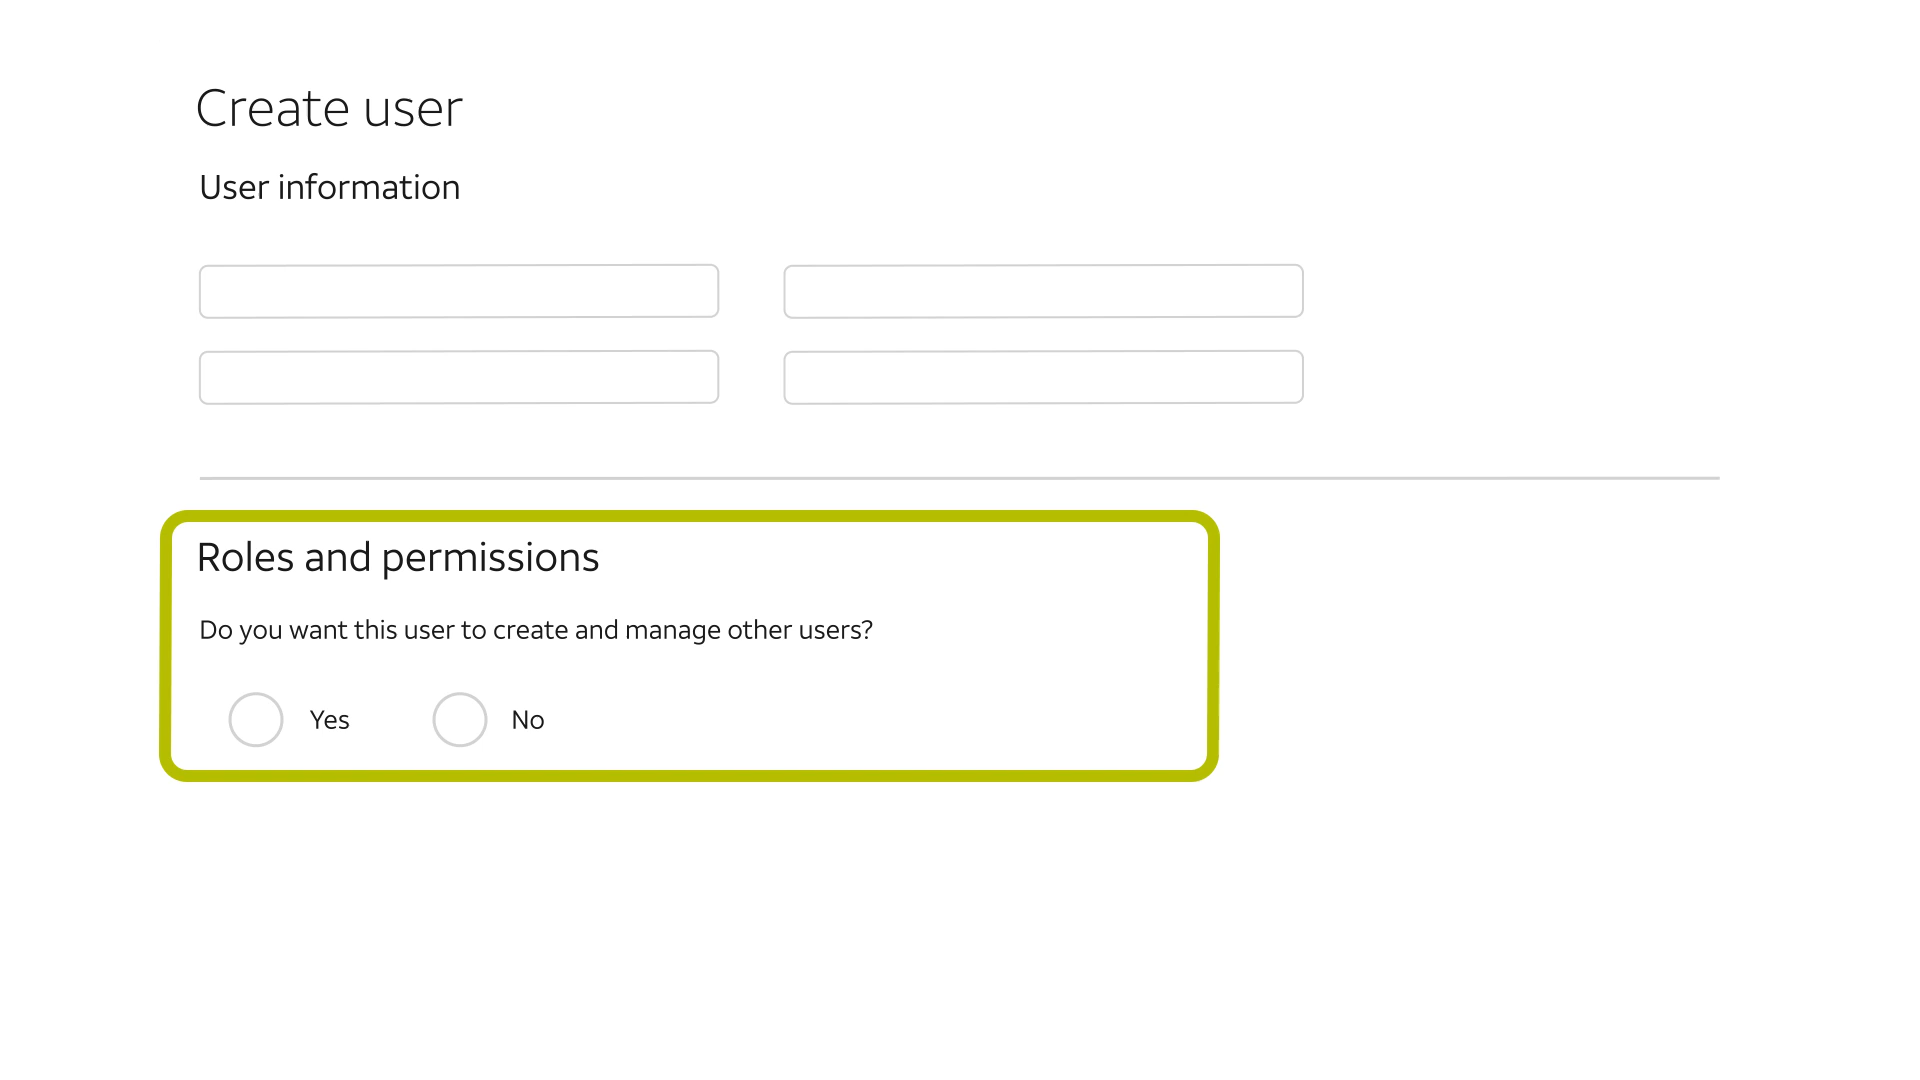 Create user
User information
Roles and permissions
Do you want this user to create and manage other users?
Yes No